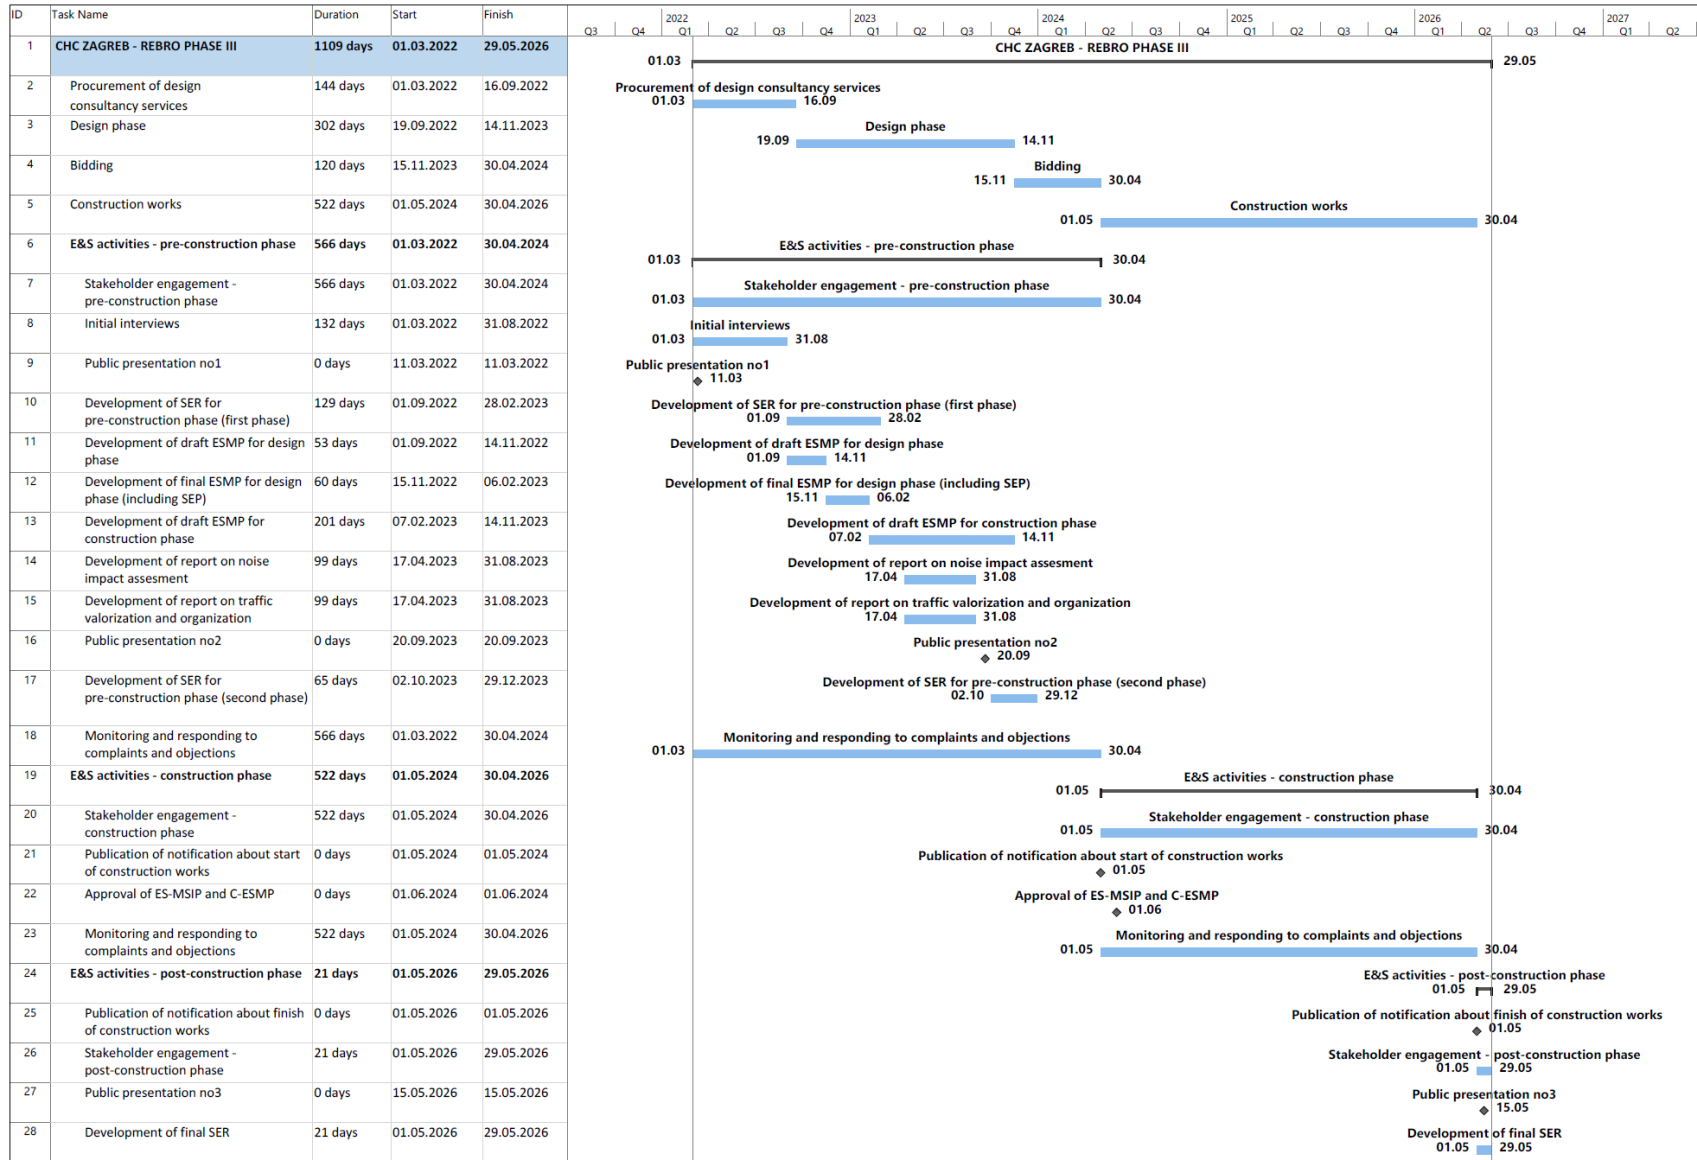 ID Task Name Duration Start Finish
2022 2023 2024 2025 2026 2027
Q3 Q4 Q1 Q2 Q3 Q4 Q1 Q2 Q3 Q4 Q1 Q2 Q3 Q4 Q1 Q2 Q3 Q4 Q1 Q2 Q3 Q4 Q1 Q2
1 CHC ZAGREB - REBRO PHASE III 1109 days 01.03.2022 29.05.2026
CHC ZAGREB - REBRO PHASE III
01.03 29.05
2 Procurement of design 144 days 01.03.2022 16.09.2022
consultancy services
Procurement of design consultancy services
01.03 16.09
3 Design phase 302 days 19.09.2022 14.11.2023
Design phase
19.09 14.11
4 Bidding 120 days 15.11.2023 30.04.2024
Bidding
15.11 30.04
5 Construction works 522 days 01.05.2024 30.04.2026
Construction works
01.05 30.04
6 E&S activities - pre-construction phase 566 days 01.03.2022 30.04.2024
E&S activities - pre-construction phase
01.03 30.04
7 Stakeholder engagement - 566 days 01.03.2022 30.04.2024
pre-construction phase
Stakeholder engagement - pre-construction phase
01.03 30.04
8 Initial interviews 132 days 01.03.2022 31.08.2022
Initial interviews
01.03 31.08
9 Public presentation no1 0 days 11.03.2022 11.03.2022
Public presentation no1
11.03
10 Development of SER for 129 days 01.09.2022 28.02.2023
pre-construction phase (first phase)
Development of SER for pre-construction phase (first phase)
01.09 28.02
11 Development of draft ESMP for design 53 days 01.09.2022 14.11.2022
phase
Development of draft ESMP for design phase
01.09 14.11
12 Development of final ESMP for design 60 days 15.11.2022 06.02.2023
phase (including SEP)
Development of final ESMP for design phase (including SEP)
15.11 06.02
13 Development of draft ESMP for 201 days 07.02.2023 14.11.2023
construction phase
Development of draft ESMP for construction phase
07.02 14.11
14 Development of report on noise 99 days 17.04.2023 31.08.2023
impact assesment
Development of report on noise impact assesment
17.04 31.08
15 Development of report on traffic 99 days 17.04.2023 31.08.2023
valorization and organization
Development of report on traffic valorization and organization
17.04 31.08
16 Public presentation no2 0 days 20.09.2023 20.09.2023
Public presentation no2
20.09
17 Development of SER for 65 days 02.10.2023 29.12.2023
pre-construction phase (second phase)
Development of SER for pre-construction phase (second phase)
02.10 29.12
18 Monitoring and responding to 566 days 01.03.2022 30.04.2024
complaints and objections
Monitoring and responding to complaints and objections
01.03 30.04
19 E&S activities - construction phase 522 days 01.05.2024 30.04.2026
E&S activities - construction phase
01.05 30.04
20 Stakeholder engagement - 522 days 01.05.2024 30.04.2026
construction phase
Stakeholder engagement - construction phase
01.05 30.04
21 Publication of notification about start 0 days 01.05.2024 01.05.2024
of construction works
Publication of notification about start of construction works
01.05
22 Approval of ES-MSIP and C-ESMP 0 days 01.06.2024 01.06.2024
Approval of ES-MSIP and C-ESMP
01.06
23 Monitoring and responding to 522 days 01.05.2024 30.04.2026
complaints and objections
Monitoring and responding to complaints and objections
01.05 30.04
24 E&S activities - post-construction phase 21 days 01.05.2026 29.05.2026
E&S activities - post-construction phase
01.05 29.05
25 Publication of notification about finish 0 days 01.05.2026 01.05.2026
of construction works
Publication of notification about finish of construction works
01.05
26 Stakeholder engagement - 21 days 01.05.2026 29.05.2026
post-construction phase
Stakeholder engagement - post-construction phase
01.05 29.05
27 Public presentation no3 0 days 15.05.2026 15.05.2026
Public presentation no3
15.05
28 Development of final SER 21 days 01.05.2026 29.05.2026
Development of final SER
01.05 29.05